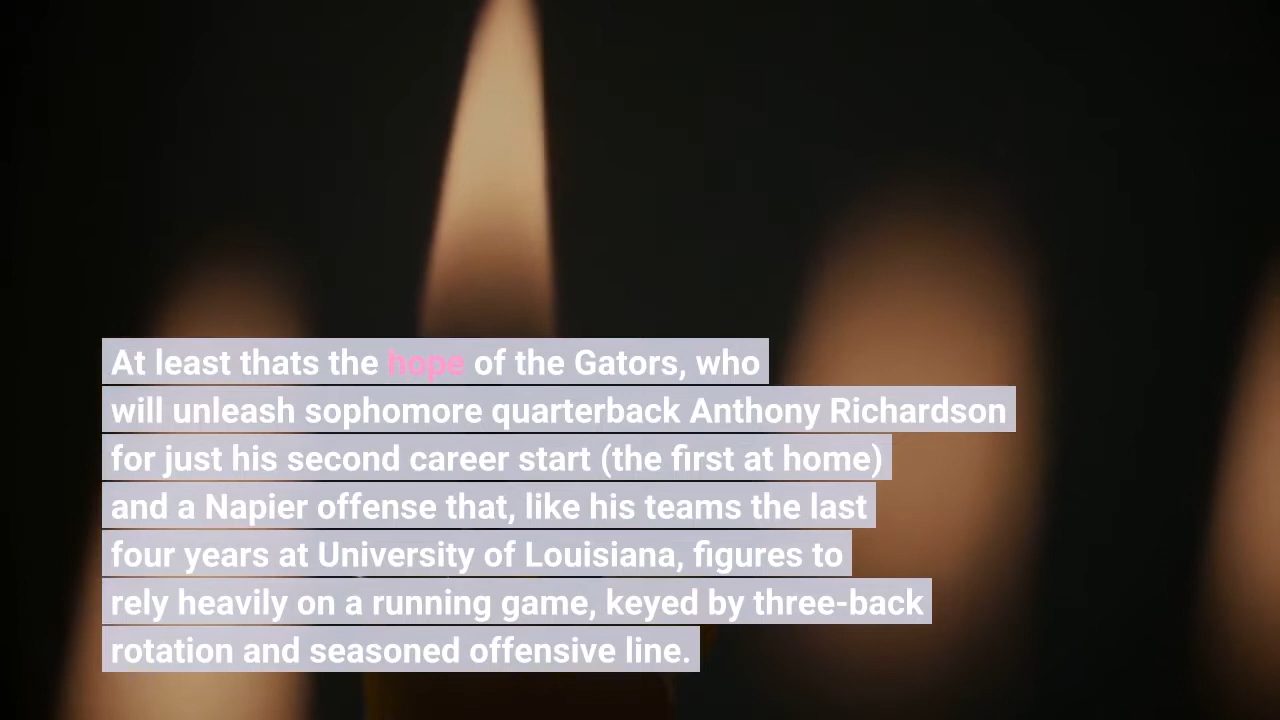 At least thats the hope of the Gators, who
will unleash sophomore quarterback Anthony Richardson
for just his second career start (the first at home)
and a Napier offense that, like his teams the last
four years at University of Louisiana, figures to
rely heavily on a running game, keyed by three-back
rotation and seasoned offensive line.